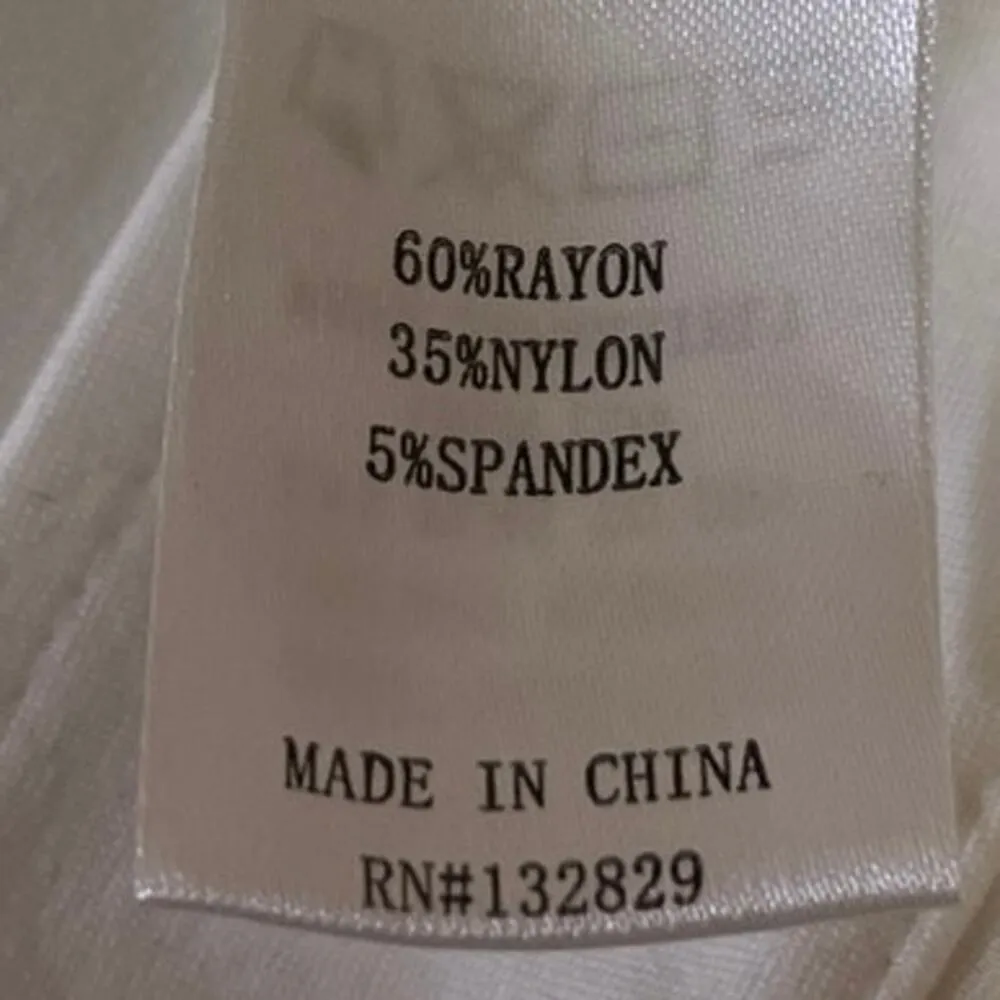 60%RAYON
35%NYLON
5%SPANDEX
MADE IN CHINA
RN#132829